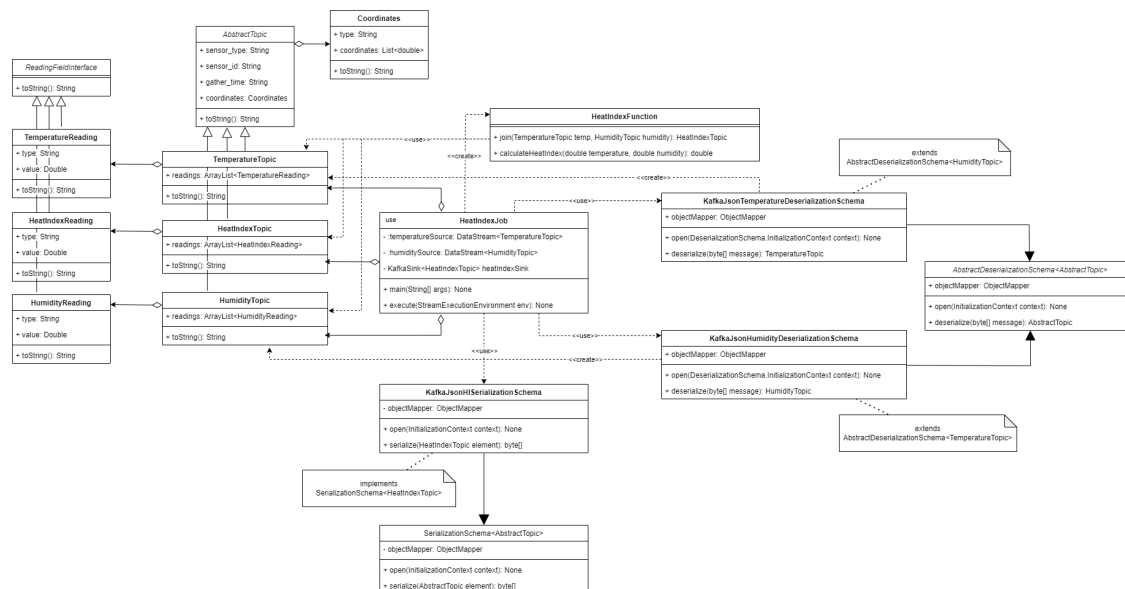 Coordinates
+ type: String
+ coordinates: List<double>
+ toString(): String
AbstractTopic
+ sensor_type: String
+ sensor_id: String
+ gather_time: String
+ coordinates: Coordinates
+ toString(): String
ReadingFieldInterface
+ toString(): String
TemperatureReading
+ type: String
+ value: Double
+ toString(): String
HeatIndexReading
+ type: String
+ value: Double
+ toString(): String
HumidityReading
+ type: String
+ value: Double
+ toString(): String
TemperatureTopic
+ readings: ArrayList<TemperatureReading>
+ toString(): String
HeatIndexTopic
+ readings: ArrayList<HeatIndexReading>
+ toString(): String
HumidityTopic
+ readings: ArrayList<HumidityReading>
+ toString(): String
HeatIndexFunction
+ join(TemperatureTopic temp, HumidityTopic humidity): HeatIndexTopic
+ calculateHeatIndex(double temperature, double humidity): double
<<use>>
<<create>>
<<create>>
<<use>>
<<use>>
<<use>>
<<create>>
use
HeatIndexJob
- :temperatureSource: DataStream<TemperatureTopic>
- :humiditySource: DataStream<HumidityTopic>
- KafkaSink<HeatIndexTopic> heatIndexSink
+ main(String[] args): None
+ execute(StreamExecutionEnvironment env): None
extends
AbstractDeserializationSchema<HumidityTopic>
KafkaJsonTemperatureDeserializationSchema
+ objectMapper: ObjectMapper
+ open(DeserializationSchema.InitializationContext context): None
+ deserialize(byte[] message): TemperatureTopic
AbstractDeserializationSchema<AbstractTopic>
+ objectMapper: ObjectMapper
+ open(InitializationContext context): None
+ deserialize(byte[] message): AbstractTopic
KafkaJsonHumidityDeserializationSchema
+ objectMapper: ObjectMapper
+ open(DeserializationSchema.InitializationContext context): None
+ deserialize(byte[] message): HumidityTopic
extends
AbstractDeserializationSchema<TemperatureTopic>
KafkaJsonHISerializationSchema
- objectMapper: ObjectMapper
+ open(InitializationContext context): None
+ serialize(HeatIndexTopic element): byte[]
implements
SerializationSchema<HeatIndexTopic>
SerializationSchema<AbstractTopic>
- objectMapper: ObjectMapper
+ open(InitializationContext context): None
+ serialize(AbstractTopic element): byte[]